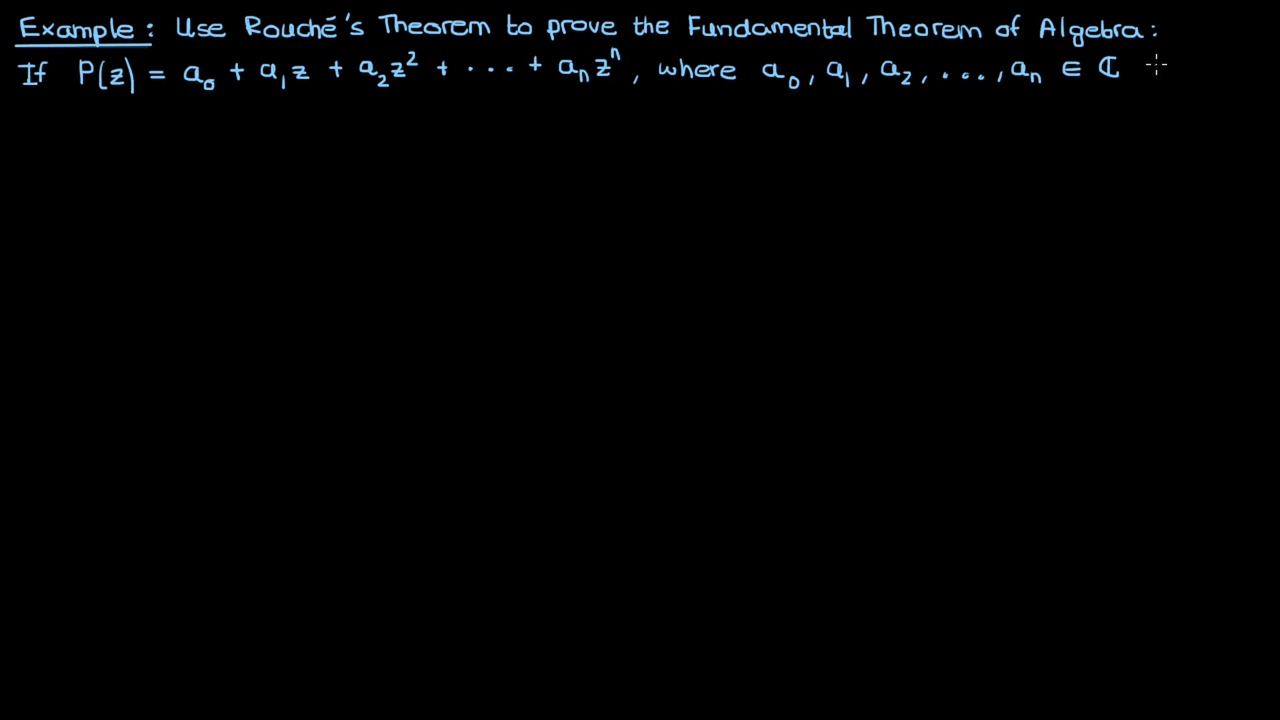 Example: Use Rouché's Theorem to prove the Fundamental Theorem of Algebra:
If P(z) = a₀ + a₁z + a₂z² + ... + aₙzⁿ, where a₀, a₁, a₂, ..., aₙ ∈ ℂ